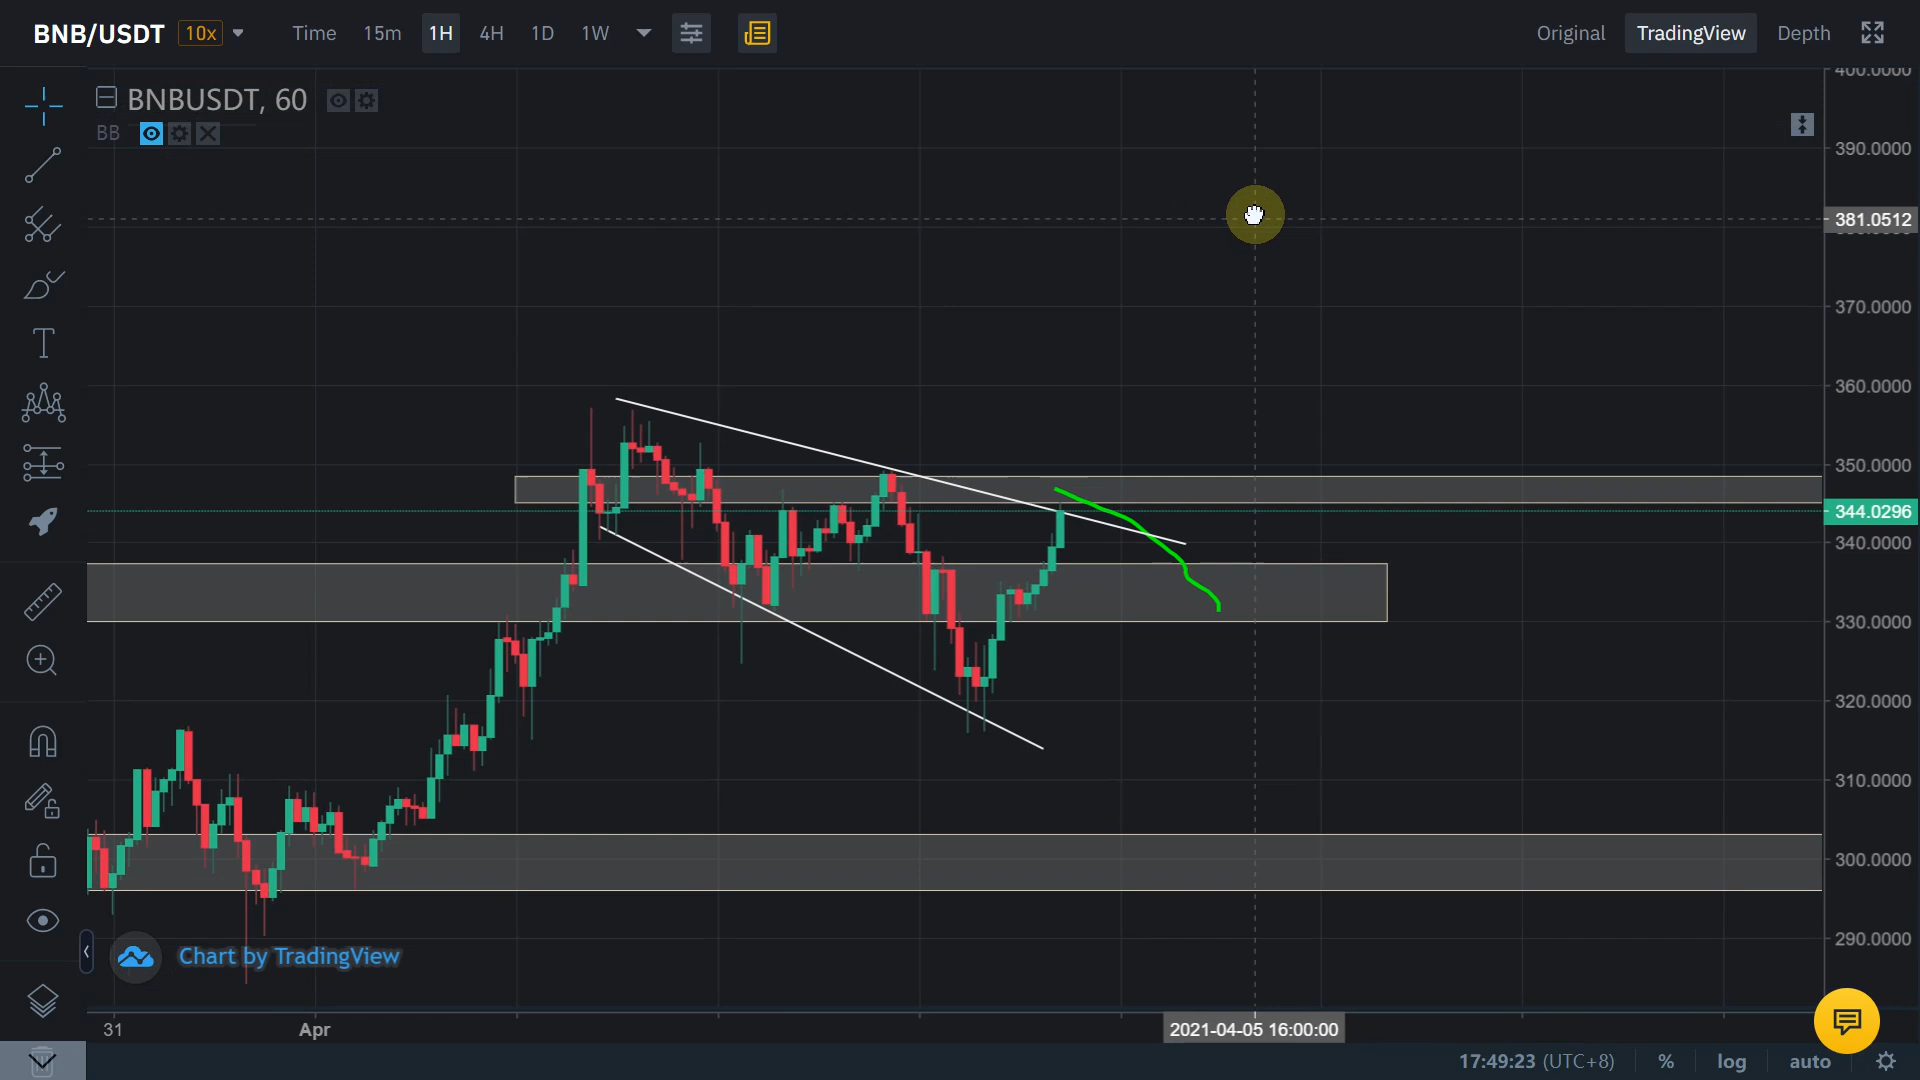 BNB/USDT 10x Time 15m 1H 4H 1D 1W Original TradingView Depth
BNBUSDT, 60
BB
400.0000
390.0000
381.0512
370.0000
360.0000
350.0000
344.0296
340.0000
330.0000
320.0000
310.0000
300.0000
290.0000
Chart by TradingView
31 Apr 2021-04-05 16:00:00
17:49:23 (UTC+8) % log auto